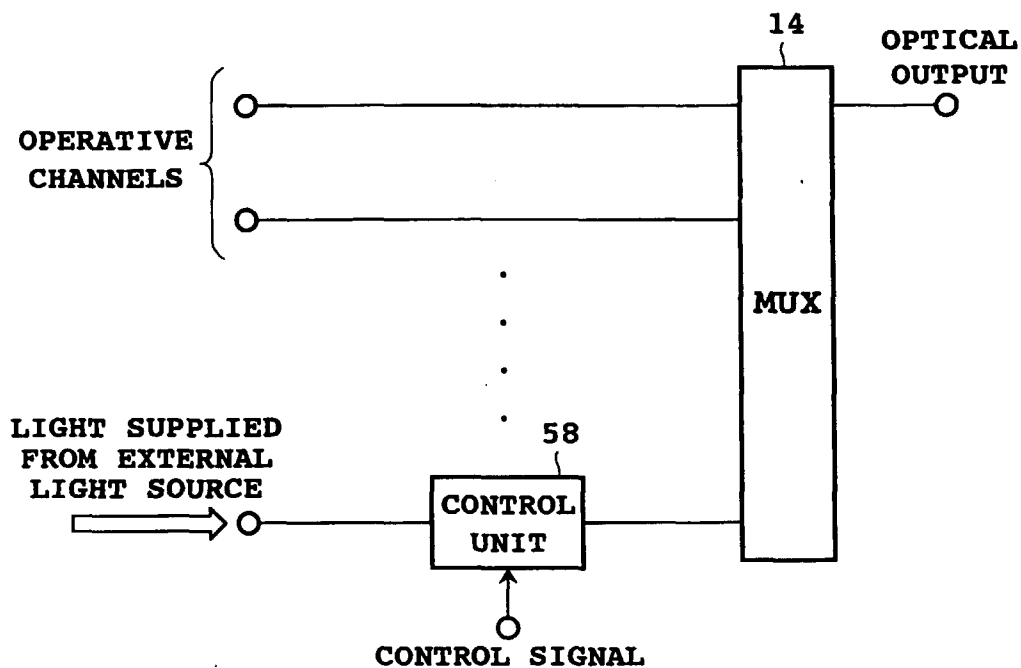 14
OPTICAL
OUTPUT
OPERATIVE
CHANNELS
MUX
LIGHT SUPPLIED
FROM EXTERNAL
LIGHT SOURCE
58
CONTROL
UNIT
CONTROL SIGNAL